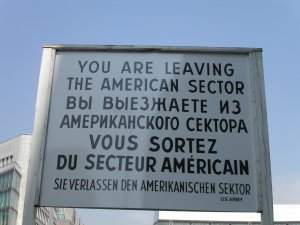 YOU ARE LEAVING
THE AMERICAN SECTOR
ВЫ ВЫЕЗЖАЕТЕ ИЗ
АМЕРИКАНСКОГО СЕКТОРА
VOUS SORTEZ
DU SECTEUR AMÉRICAIN
SIE VERLASSEN DEN AMERIKANISCHEN SEKTOR
US ARMY